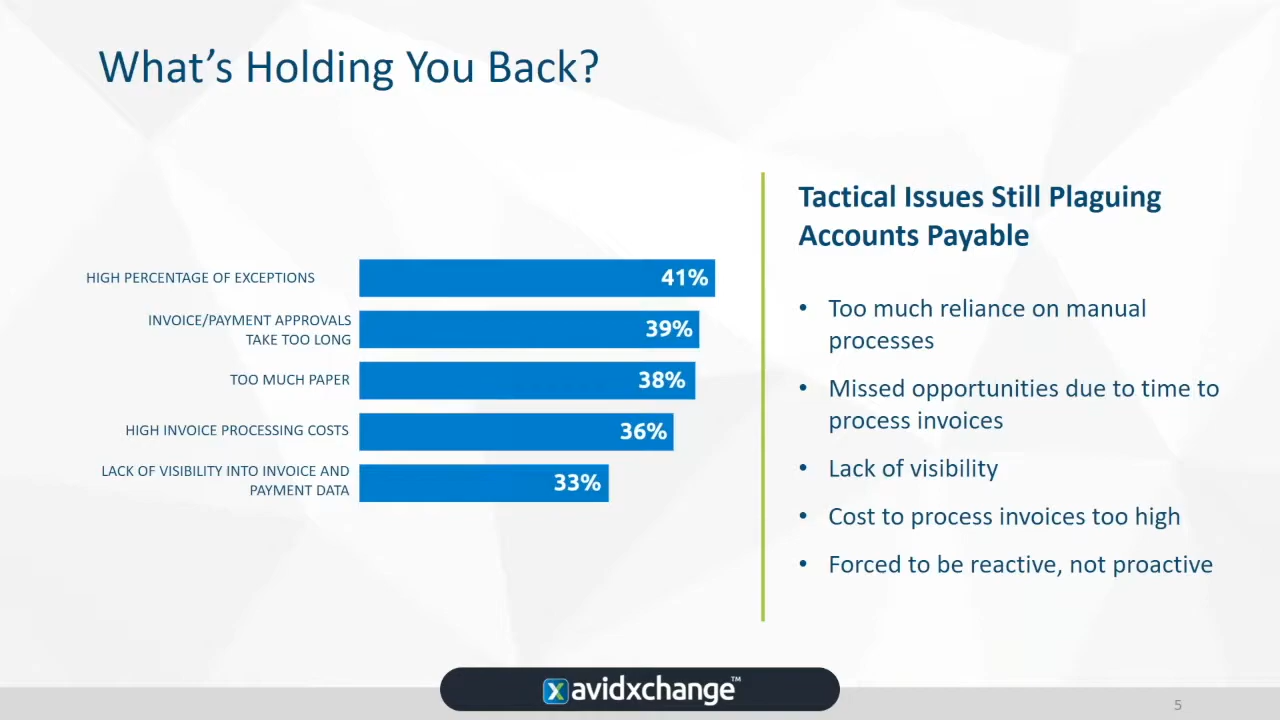 What’s Holding You Back?
HIGH PERCENTAGE OF EXCEPTIONS
41%
INVOICE/PAYMENT APPROVALS
TAKE TOO LONG
39%
TOO MUCH PAPER
38%
HIGH INVOICE PROCESSING COSTS
36%
LACK OF VISIBILITY INTO INVOICE AND
PAYMENT DATA
33%
Tactical Issues Still Plaguing
Accounts Payable
• Too much reliance on manual
processes
• Missed opportunities due to time to
process invoices
• Lack of visibility
• Cost to process invoices too high
• Forced to be reactive, not proactive
x avidxchange™
5